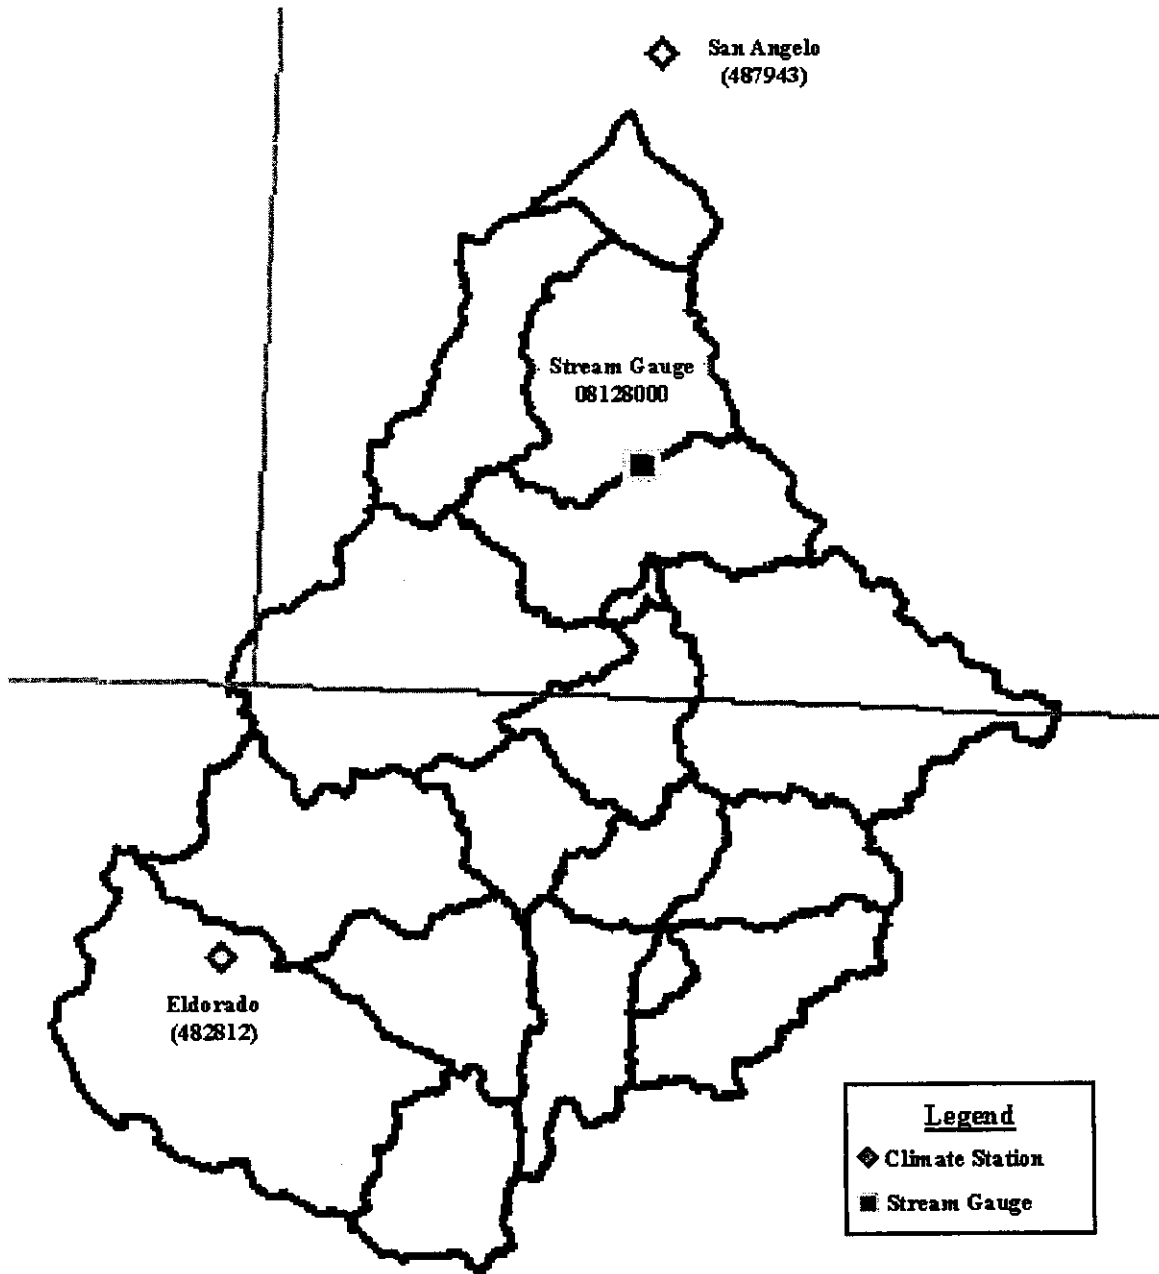 San Angelo
(487943)
Stream Gauge
08128000
Eldorado
(482812)
Legend
Climate Station
Stream Gauge